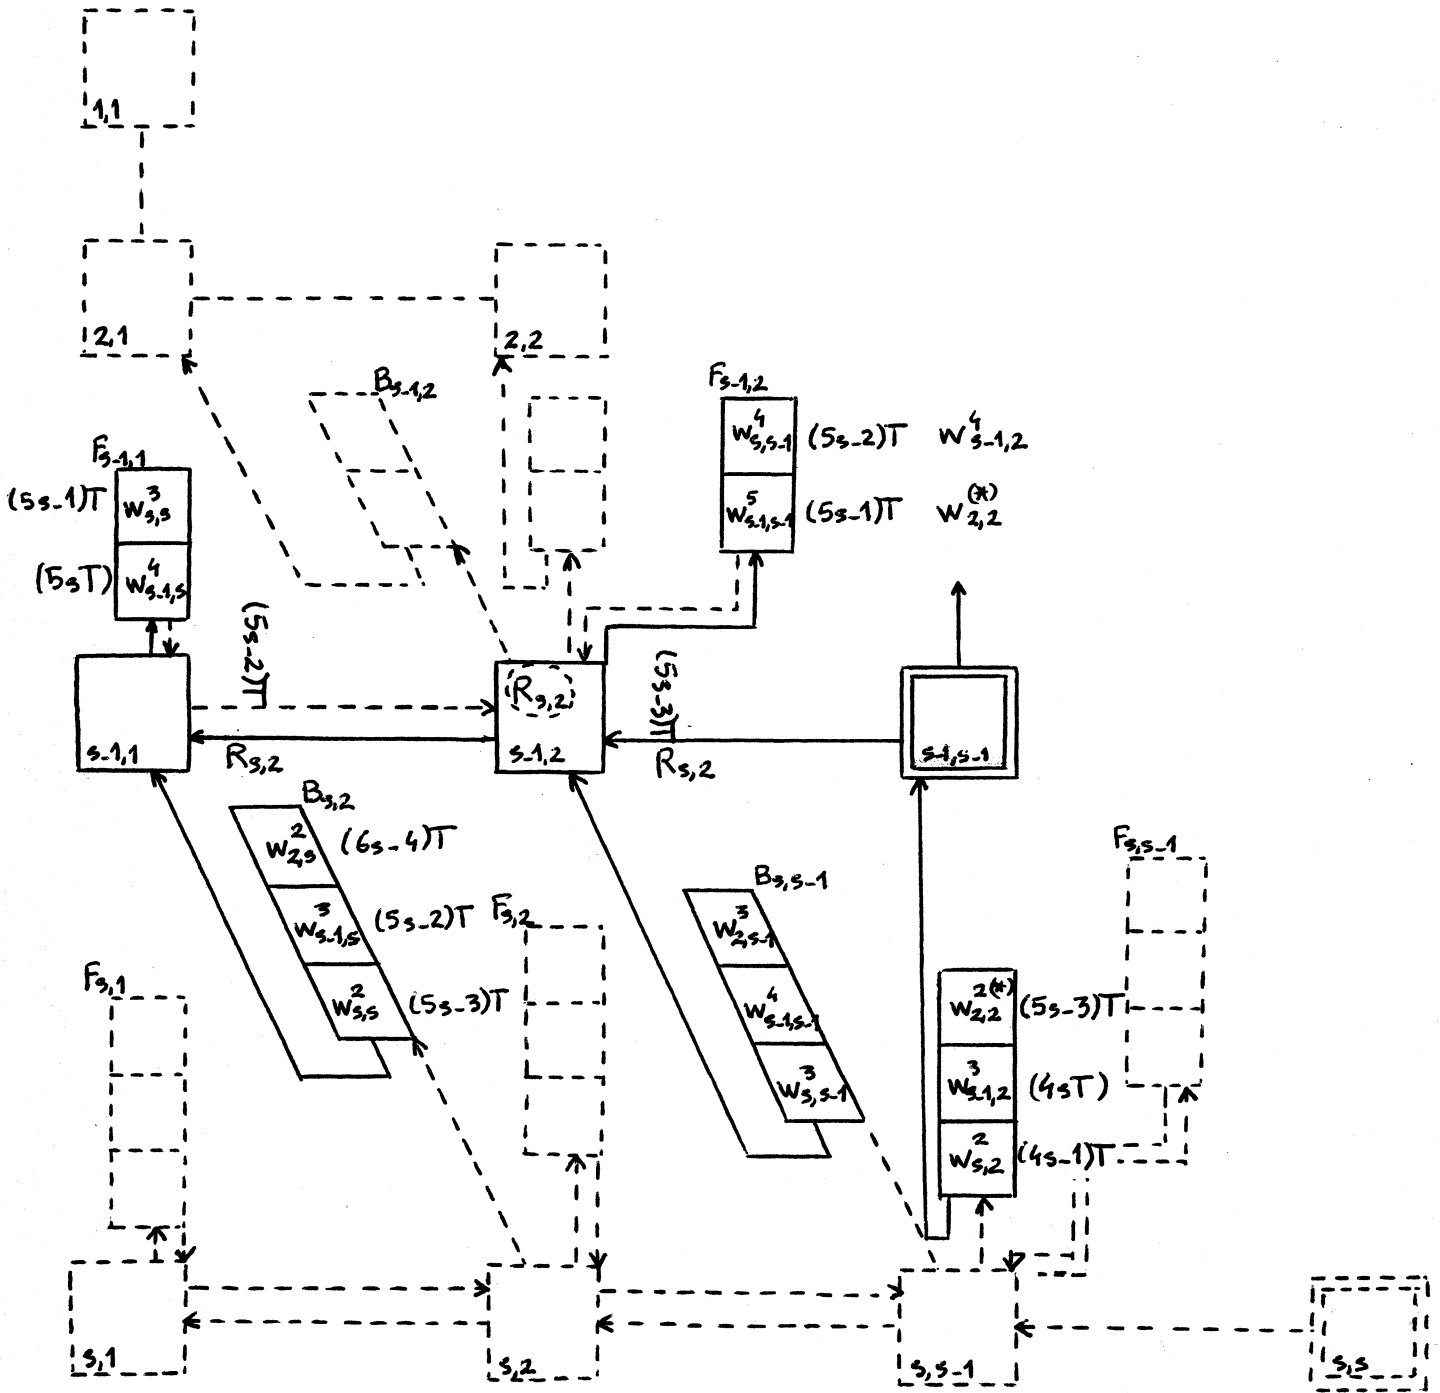 1,1
2,1
2,2
B_{s-1,2}
F_{s-1,2}
w^4_{s,s-1} (5s-2)T w^4_{s-1,2}
w^5_{s-1,s-1} (5s-1)T w^{(*)}_{2,2}
F_{s-1,1}
(5s-1)T w^3_{s,s}
(5sT) w^4_{s-1,s}
(5s-2)T
(5s-3)T
R_{s,2}
s-1,1
R_{s,2}
s-1,2
R_{s,2}
s-1,s-1
B_{s,2}
w^2_{2,s} (6s-4)T
w^3_{s-1,s} (5s-2)T
w^2_{s,s} (5s-3)T
F_{s,2}
B_{s,s-1}
w^3_{2,s-1}
w^4_{s-1,s-1}
w^3_{s,s-1}
F_{s,s-1}
w^{2(*)}_{2,2} (5s-3)T
w^3_{s-1,2} (4sT)
w^2_{s,2} (4s-1)T
F_{s,1}
s,1
s,2
s,s-1
s,s